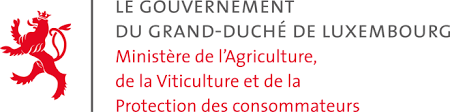 LE GOUVERNEMENT
DU GRAND-DUCHÉ DE LUXEMBOURG
Ministère de l'Agriculture,
de la Viticulture et de la
Protection des consommateurs